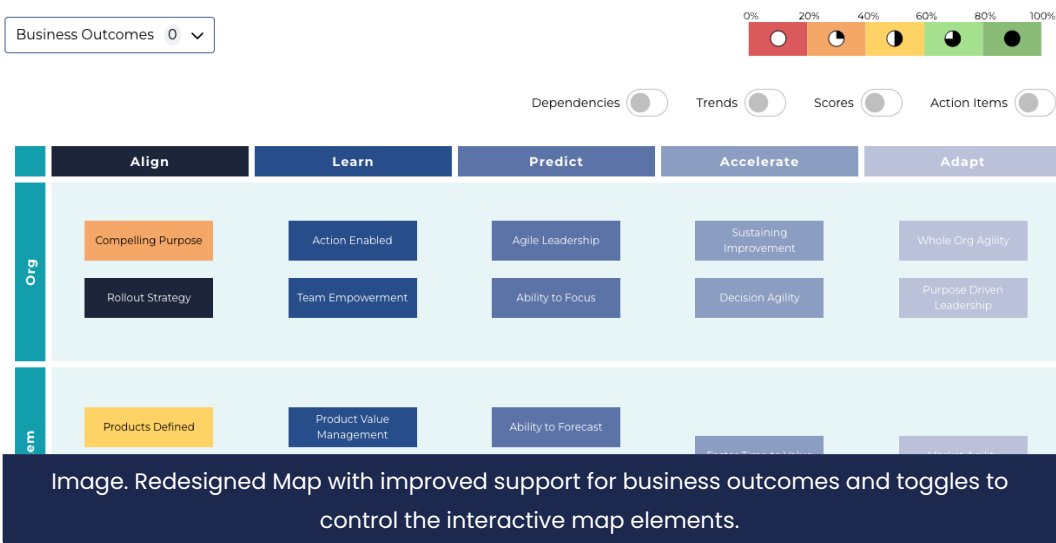 Business Outcomes 0
0% 20% 40% 60% 80% 100%
Dependencies Trends Scores Action Items
Align Learn Predict Accelerate Adapt
Org
Compelling Purpose
Action Enabled
Agile Leadership
Sustaining
Improvement
Whole Org Agility
Rollout Strategy
Team Empowerment
Ability to Focus
Decision Agility
Purpose Driven
Leadership
Products Defined
Product Value
Management
Ability to Forecast
Image. Redesigned Map with improved support for business outcomes and toggles to
control the interactive map elements.